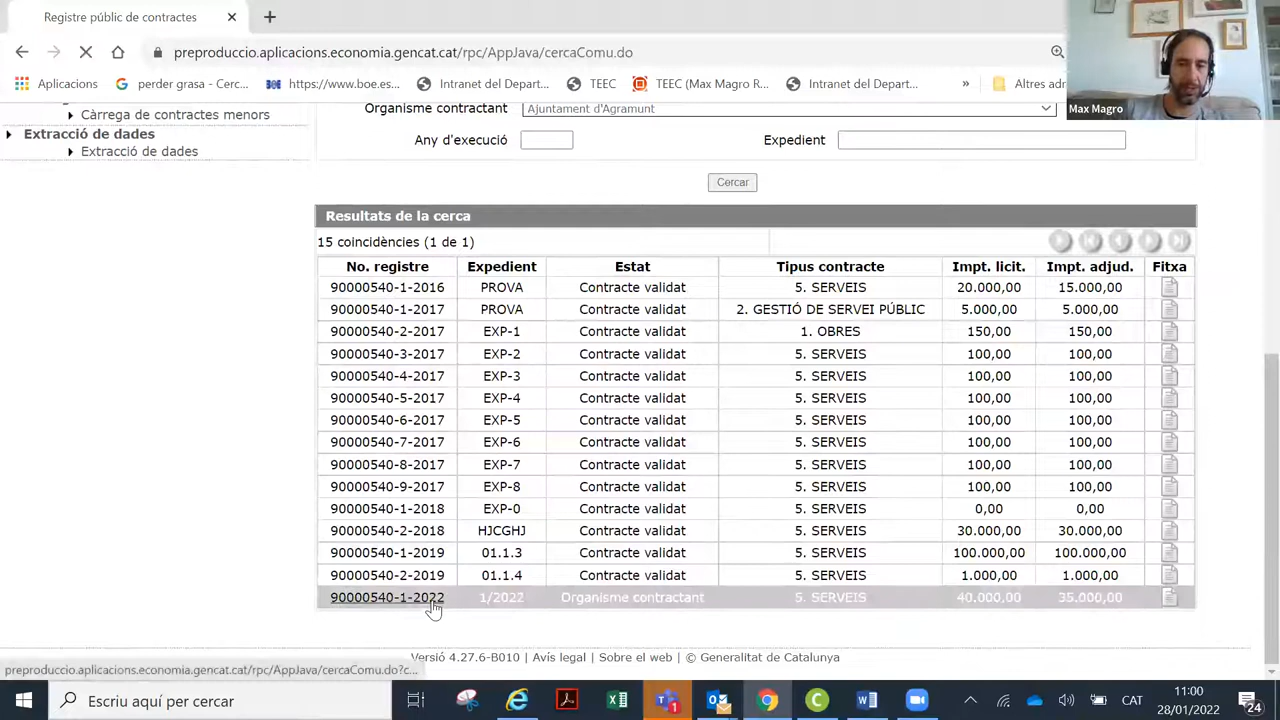 Registre públic de contractes
preproduccio.aplicacions.economia.gencat.cat/rpc/AppJava/cercaComu.do
Aplicacions
perder grasa - Cerc...
https://www.boe.es...
Intranet del Depart...
TEEC
TEEC (Max Magro R...
Intranet del Depart...
»
Altres adr
Max Magro
Càrrega de contractes menors
Extracció de dades
Extracció de dades
Organisme contractant Ajuntament d'Agramunt
Any d'execució Expedient
Cercar
Resultats de la cerca
15 coincidències (1 de 1)
No. registre Expedient Estat Tipus contracte Impt. licit. Impt. adjud. Fitxa
90000540-1-2016 PROVA Contracte validat 5. SERVEIS 20.000,00 15.000,00
90000540-1-2017 PROVA Contracte validat 2. GESTIÓ DE SERVEI PÚBLIC 5.000,00 5.000,00
90000540-2-2017 EXP-1 Contracte validat 1. OBRES 150,00 150,00
90000540-3-2017 EXP-2 Contracte validat 5. SERVEIS 100,00 100,00
90000540-4-2017 EXP-3 Contracte validat 5. SERVEIS 100,00 100,00
90000540-5-2017 EXP-4 Contracte validat 5. SERVEIS 100,00 100,00
90000540-6-2017 EXP-5 Contracte validat 5. SERVEIS 100,00 100,00
90000540-7-2017 EXP-6 Contracte validat 5. SERVEIS 100,00 100,00
90000540-8-2017 EXP-7 Contracte validat 5. SERVEIS 100,00 100,00
90000540-9-2017 EXP-8 Contracte validat 5. SERVEIS 100,00 100,00
90000540-1-2018 EXP-0 Contracte validat 5. SERVEIS 0,00 0,00
90000540-2-2018 HJCGHJ Contracte validat 5. SERVEIS 30.000,00 30.000,00
90000540-1-2019 01.1.3 Contracte validat 5. SERVEIS 100.000,00 100.000,00
90000540-2-2019 01.1.4 Contracte validat 5. SERVEIS 1.000,00 1.000,00
90000540-1-2022 1/2022 Organisme contractant 5. SERVEIS 40.000,00 35.000,00
Versió 4.27.6-B010 | Avís legal | Sobre el web | © Generalitat de Catalunya
preproduccio.aplicacions.economia.gencat.cat/rpc/AppJava/cercaComu.do?c...
Escriu aquí per cercar
CAT
11:00
28/01/2022
24